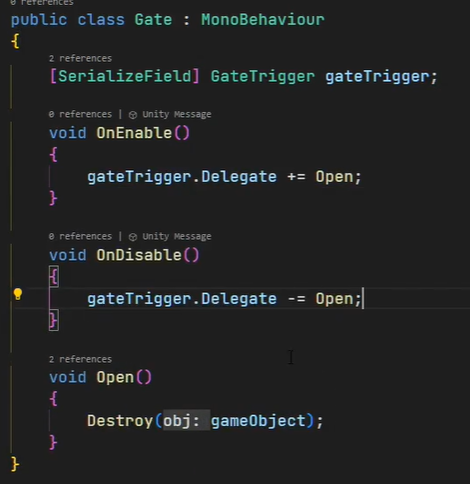 0 references
public class Gate : MonoBehaviour
{
2 references
[SerializeField] GateTrigger gateTrigger;
0 references | Unity Message
void OnEnable()
{
gateTrigger.Delegate += Open;
}
0 references | Unity Message
void OnDisable()
{
gateTrigger.Delegate -= Open;
}
2 references
void Open()
{
Destroy(obj: gameObject);
}
}